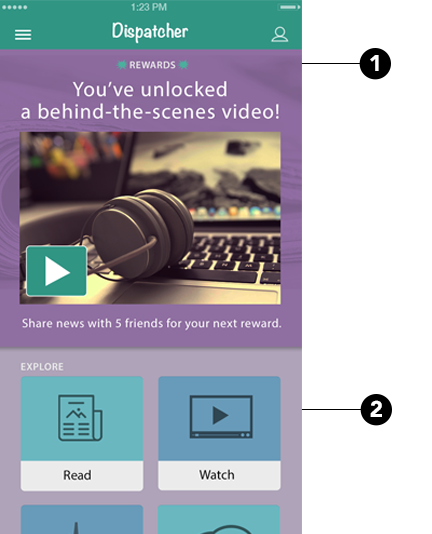 1:23 PM
Dispatcher
REWARDS
1
You've unlocked
a behind-the-scenes video!
Share news with 5 friends for your next reward.
EXPLORE
2
Read
Watch